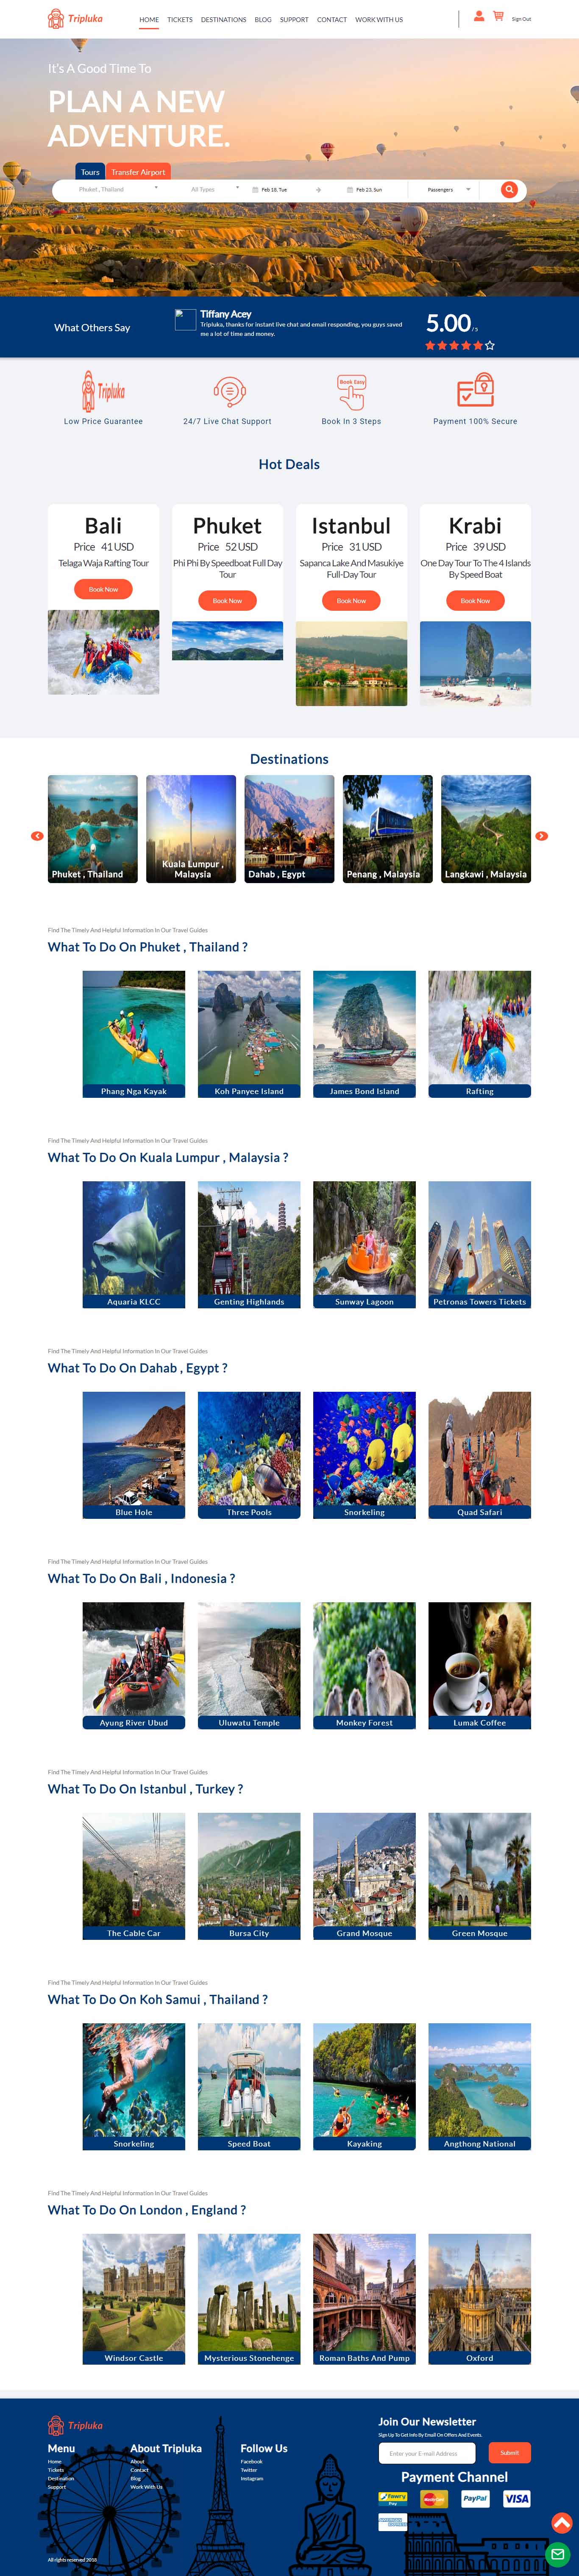 Tripluka
HOME TICKETS DESTINATIONS BLOG SUPPORT CONTACT WORK WITH US
Sign Out
It's A Good Time To
PLAN A NEW
ADVENTURE.
Tours
Transfer Airport
Phuket , Thailand
All Types
Feb 18, Tue
Feb 23, Sun
Passengers
What Others Say
Tiffany Acey
Tripluka, thanks for instant live chat and email responding, you guys saved
me a lot of time and money.
5.00 / 5
Tripluka
Book Easy
Low Price Guarantee
24/7 Live Chat Support
Book In 3 Steps
Payment 100% Secure
Hot Deals
Bali
Price 41 USD
Telaga Waja Rafting Tour
Book Now
Phuket
Price 52 USD
Phi Phi By Speedboat Full Day
Tour
Book Now
Istanbul
Price 31 USD
Sapanca Lake And Masukiye
Full-Day Tour
Book Now
Krabi
Price 39 USD
One Day Tour To The 4 Islands
By Speed Boat
Book Now
Destinations
Phuket , Thailand
Kuala Lumpur ,
Malaysia
Dahab , Egypt
Penang , Malaysia
Langkawi , Malaysia
Find The Timely And Helpful Information In Our Travel Guides
What To Do On Phuket , Thailand ?
Phang Nga Kayak
Koh Panyee Island
James Bond Island
Rafting
Find The Timely And Helpful Information In Our Travel Guides
What To Do On Kuala Lumpur , Malaysia ?
Aquaria KLCC
Genting Highlands
Sunway Lagoon
Petronas Towers Tickets
Find The Timely And Helpful Information In Our Travel Guides
What To Do On Dahab , Egypt ?
Blue Hole
Three Pools
Snorkeling
Quad Safari
Find The Timely And Helpful Information In Our Travel Guides
What To Do On Bali , Indonesia ?
Ayung River Ubud
Uluwatu Temple
Monkey Forest
Lumak Coffee
Find The Timely And Helpful Information In Our Travel Guides
What To Do On Istanbul , Turkey ?
The Cable Car
Bursa City
Grand Mosque
Green Mosque
Find The Timely And Helpful Information In Our Travel Guides
What To Do On Koh Samui , Thailand ?
Snorkeling
Speed Boat
Kayaking
Angthong National
Find The Timely And Helpful Information In Our Travel Guides
What To Do On London , England ?
Windsor Castle
Mysterious Stonehenge
Roman Baths And Pump
Oxford
Tripluka
Menu
Home
Tickets
Destination
Support
About Tripluka
About
Contact
Blog
Work With Us
Follow Us
Facebook
Twitter
Instagram
Join Our Newsletter
Sign Up To Get Info By Email On Offers And Events.
Enter your E-mail Address
Submit
Payment Channel
fawry
Pay
MasterCard
PayPal
VISA
All rights reserved 2018